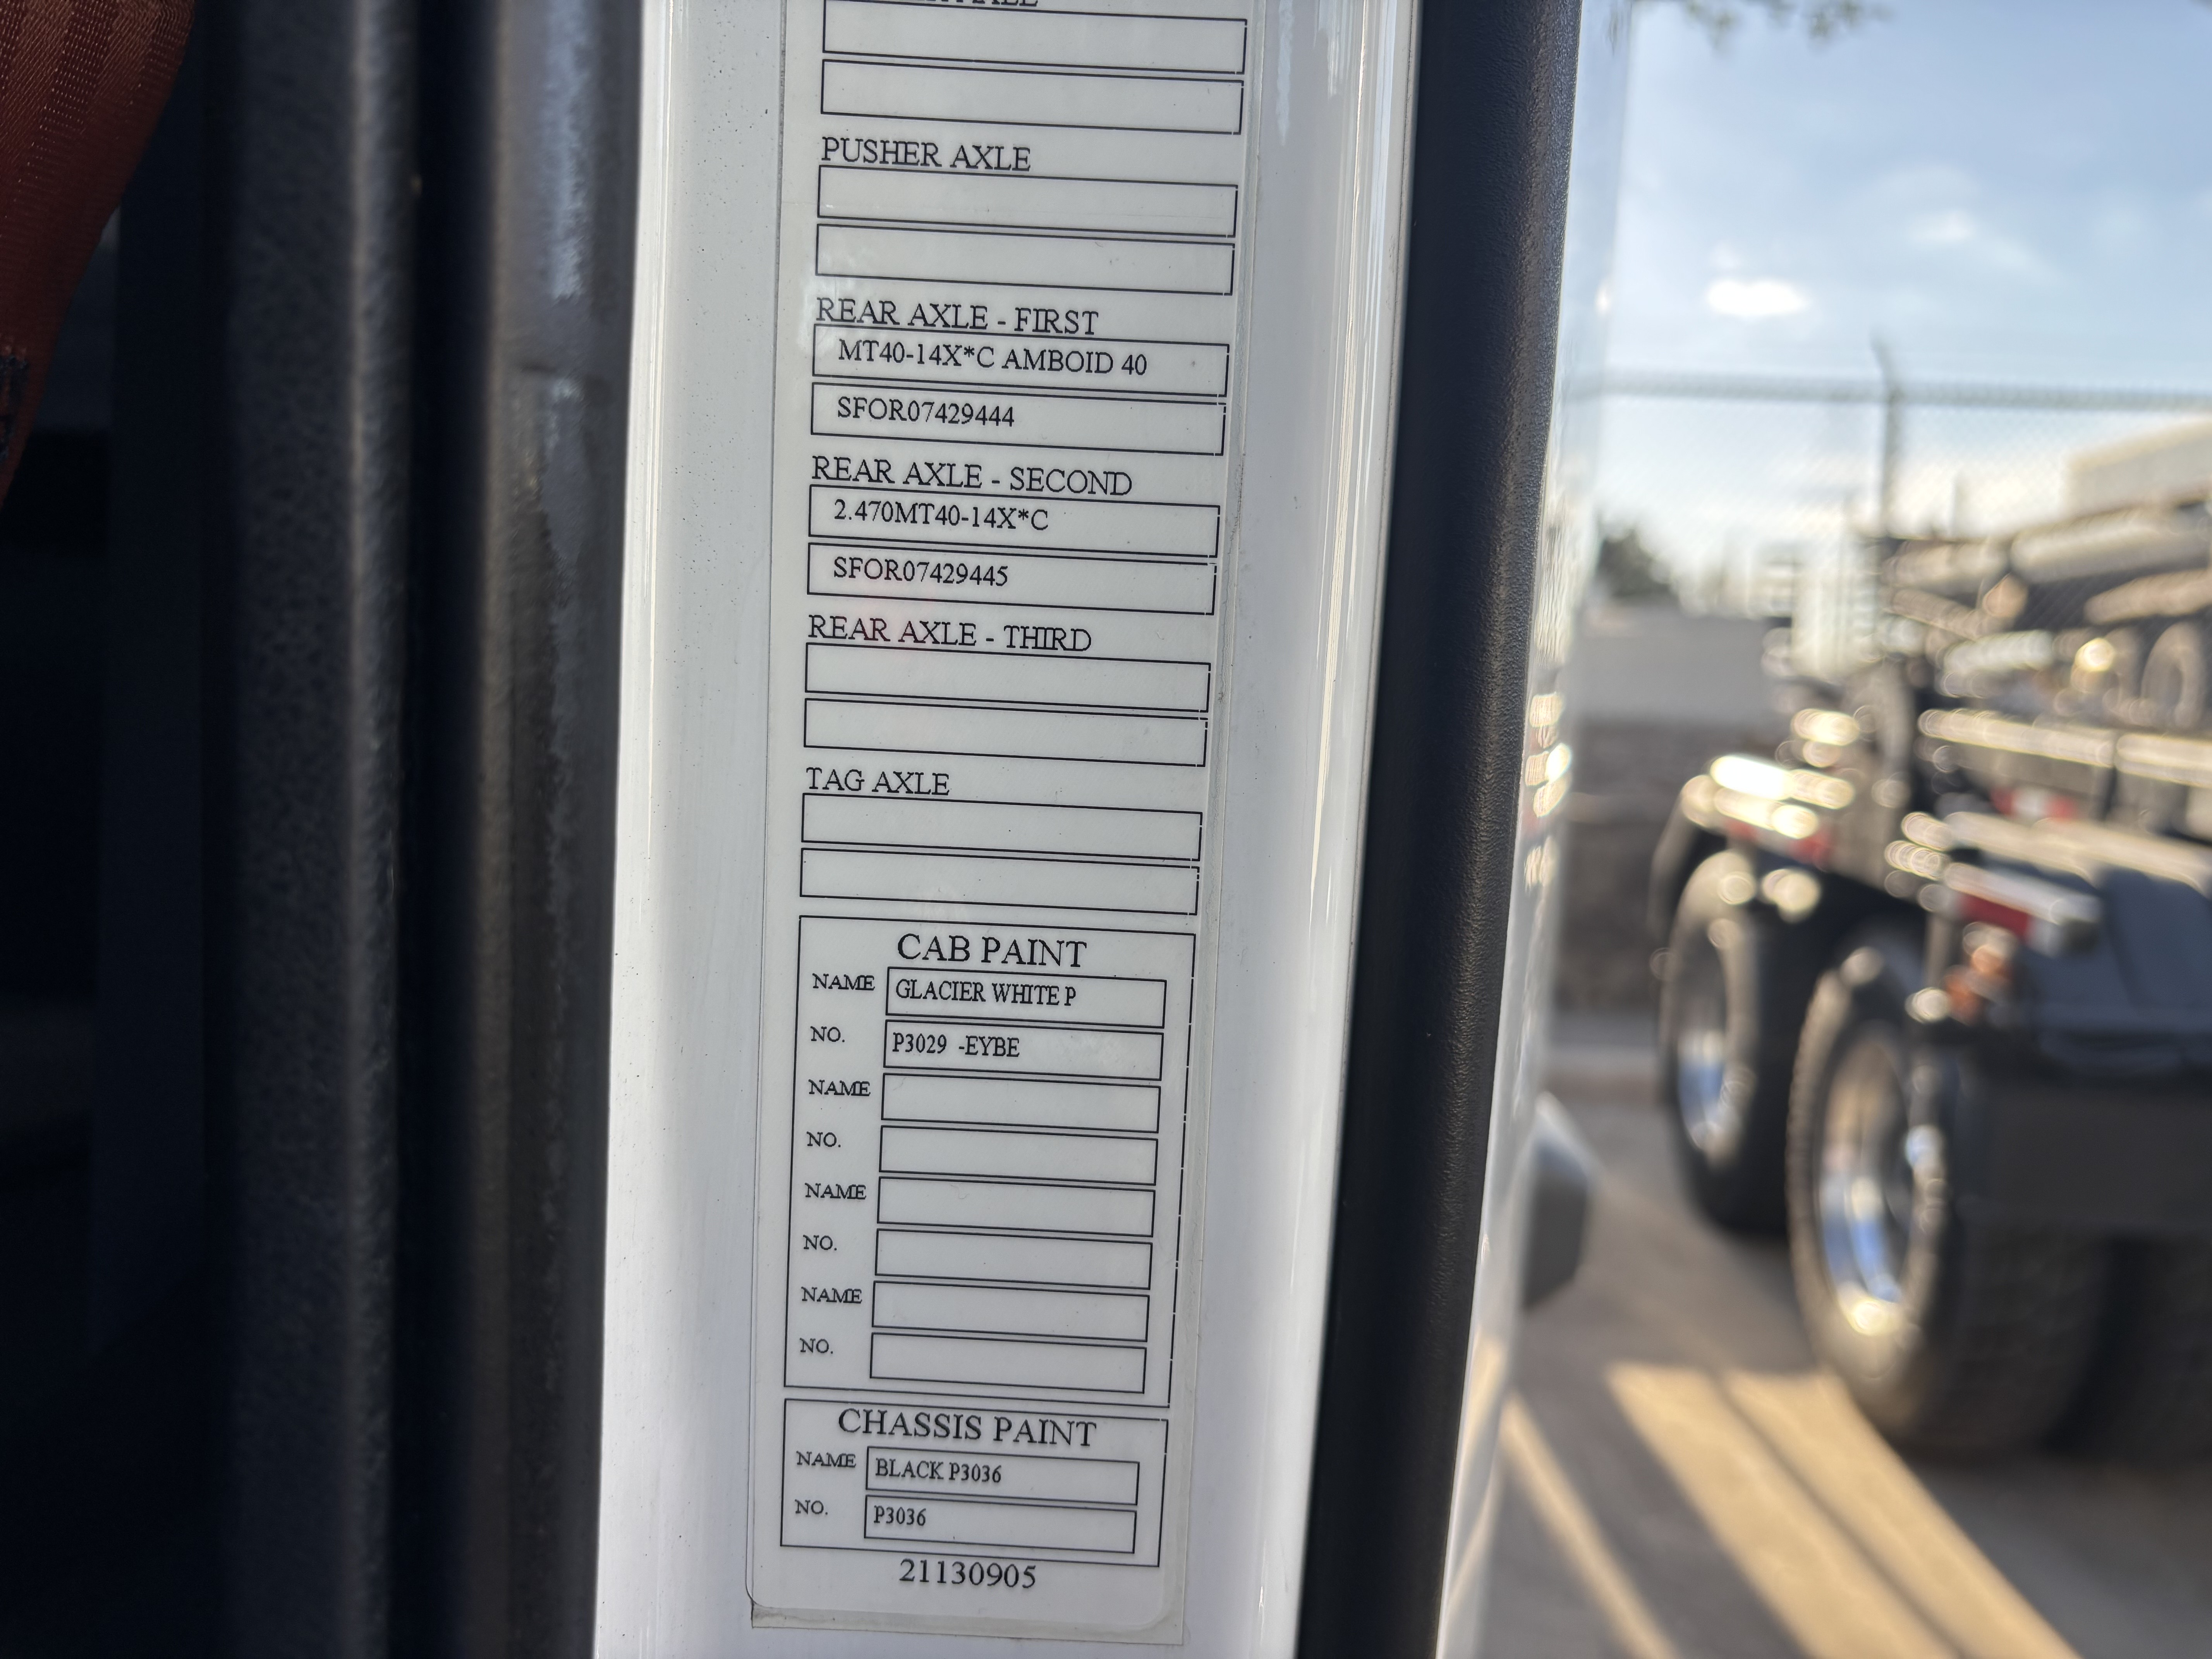 PUSHER AXLE
REAR AXLE - FIRST
MT40-14X*C AMBOID 40
SFOR07429444
REAR AXLE - SECOND
2.470MT40-14X*C
SFOR07429445
REAR AXLE - THIRD
TAG AXLE
CAB PAINT
NAME GLACIER WHITE P
NO. P3029 -EYBE
NAME
NO.
NAME
NO.
NAME
NO.
CHASSIS PAINT
NAME BLACK P3036
NO. P3036
21130905